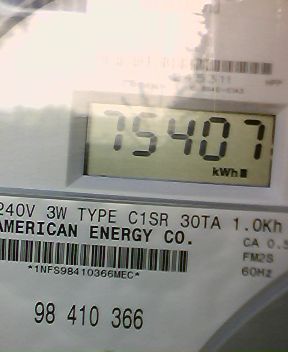 75407
kWh
240V 3W TYPE C1SR 30TA 1.0Kh
AMERICAN ENERGY CO.
CA 0.5
FM2S
60Hz
*1NFS98410366MEC*
98 410 366